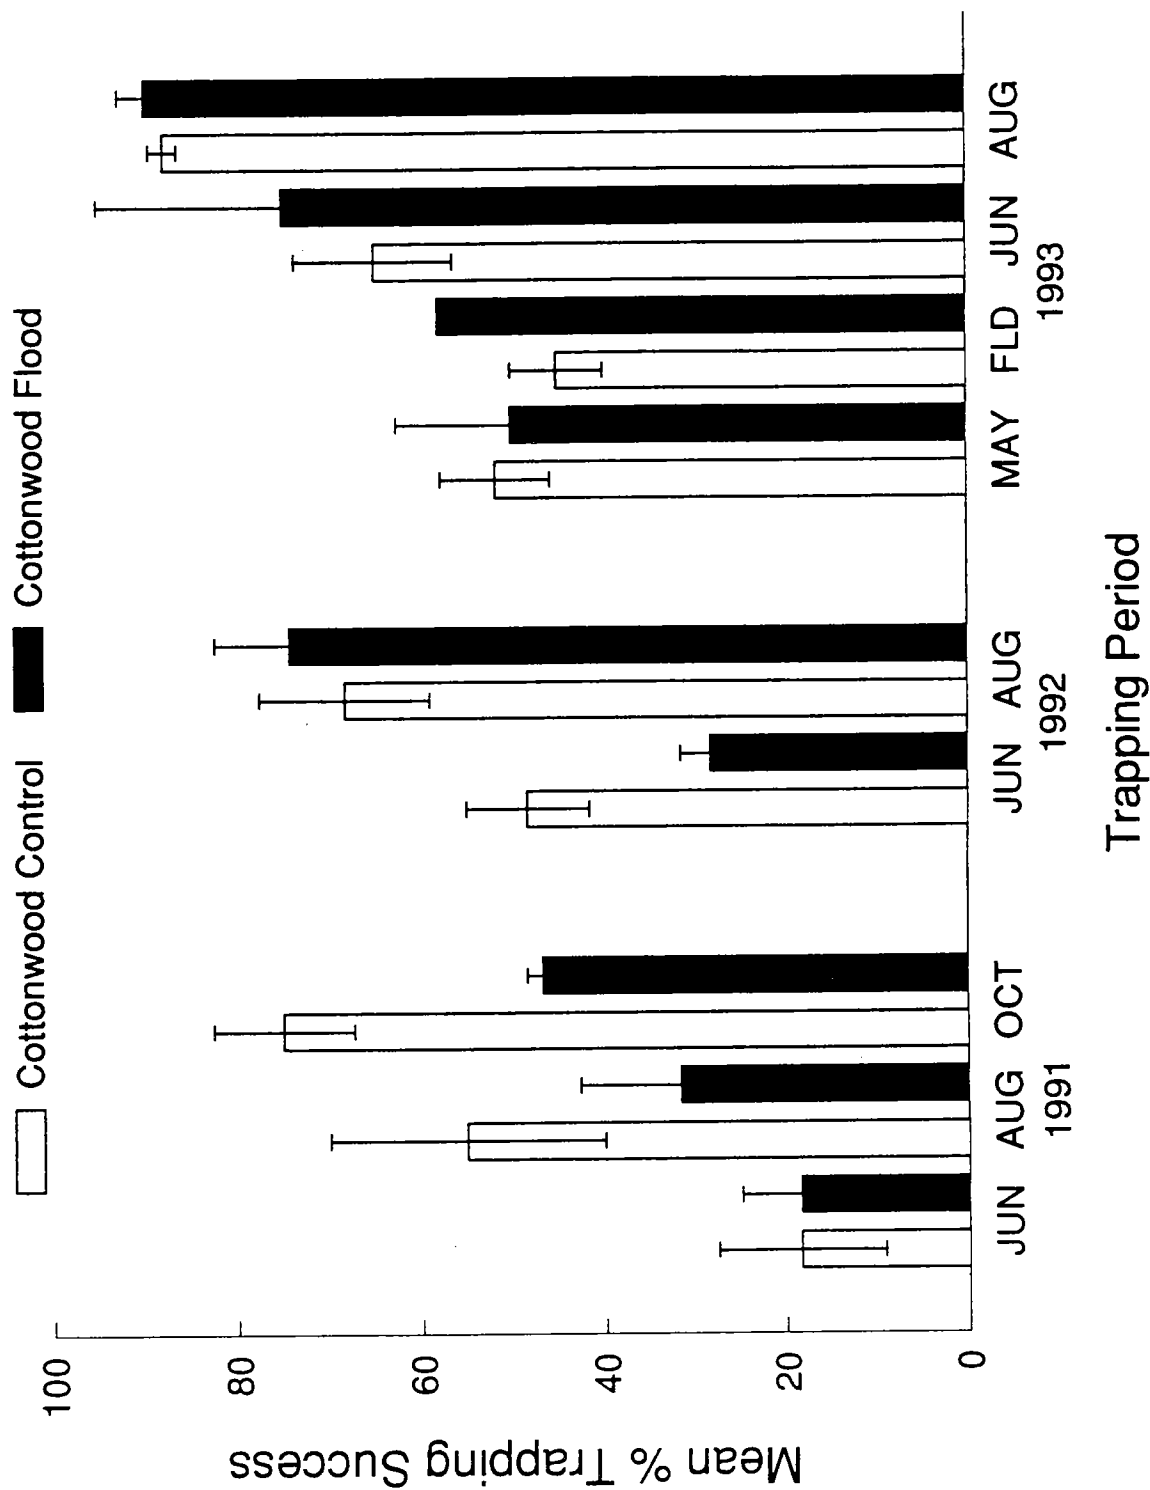 Cottonwood Control Cottonwood Flood
Mean % Trapping Success
100
80
60
40
20
0
JUN AUG OCT JUN AUG MAY FLD JUN AUG
1991 1992 1993
Trapping Period